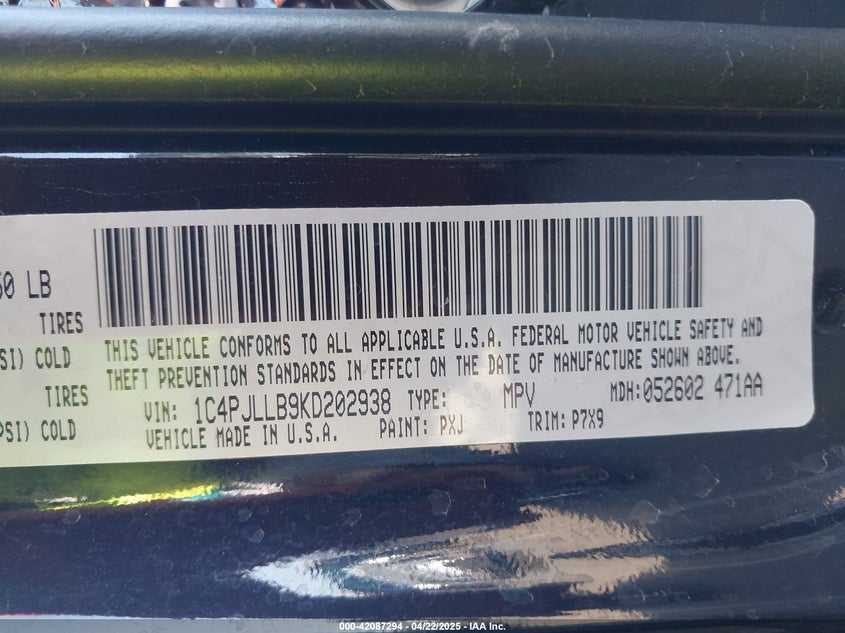 50 LB
TIRES
SI) COLD
TIRES
PSI) COLD
THIS VEHICLE CONFORMS TO ALL APPLICABLE U.S.A. FEDERAL MOTOR VEHICLE SAFETY AND
THEFT PREVENTION STANDARDS IN EFFECT ON THE DATE OF MANUFACTURE SHOWN ABOVE.
VIN: 1C4PJLLB9KD202938 TYPE: MPV MDH:052602 471AA
VEHICLE MADE IN U.S.A. PAINT: PXJ TRIM: P7X9
000-42087294 - 04/22/2025 - IAA Inc.